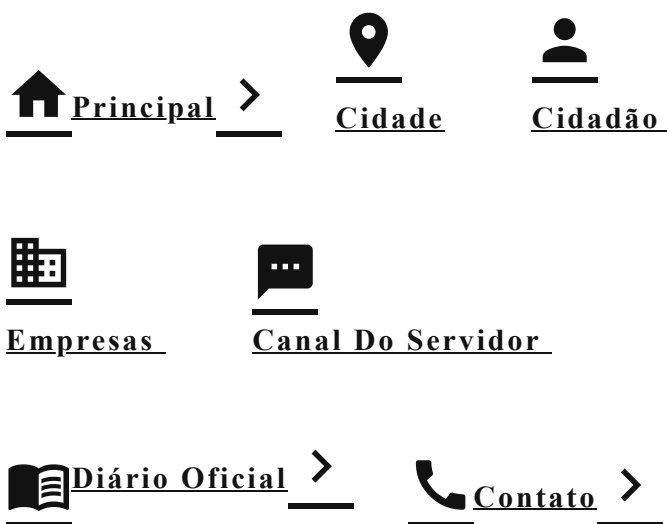 Principal
Cidade
Cidadão
Empresas
Canal Do Servidor
Diário Oficial
Contato